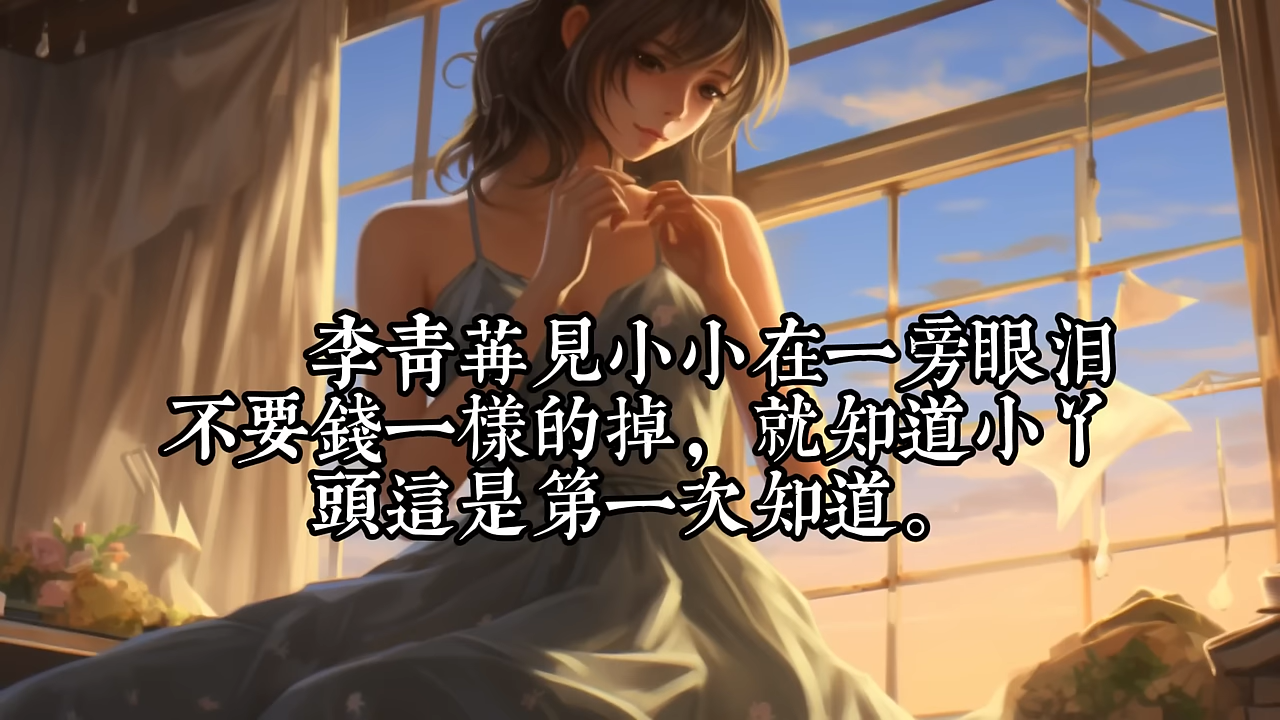 李青苒見小小在一旁眼泪
不要錢一樣的掉，就知道小丫
頭這是第一次知道。